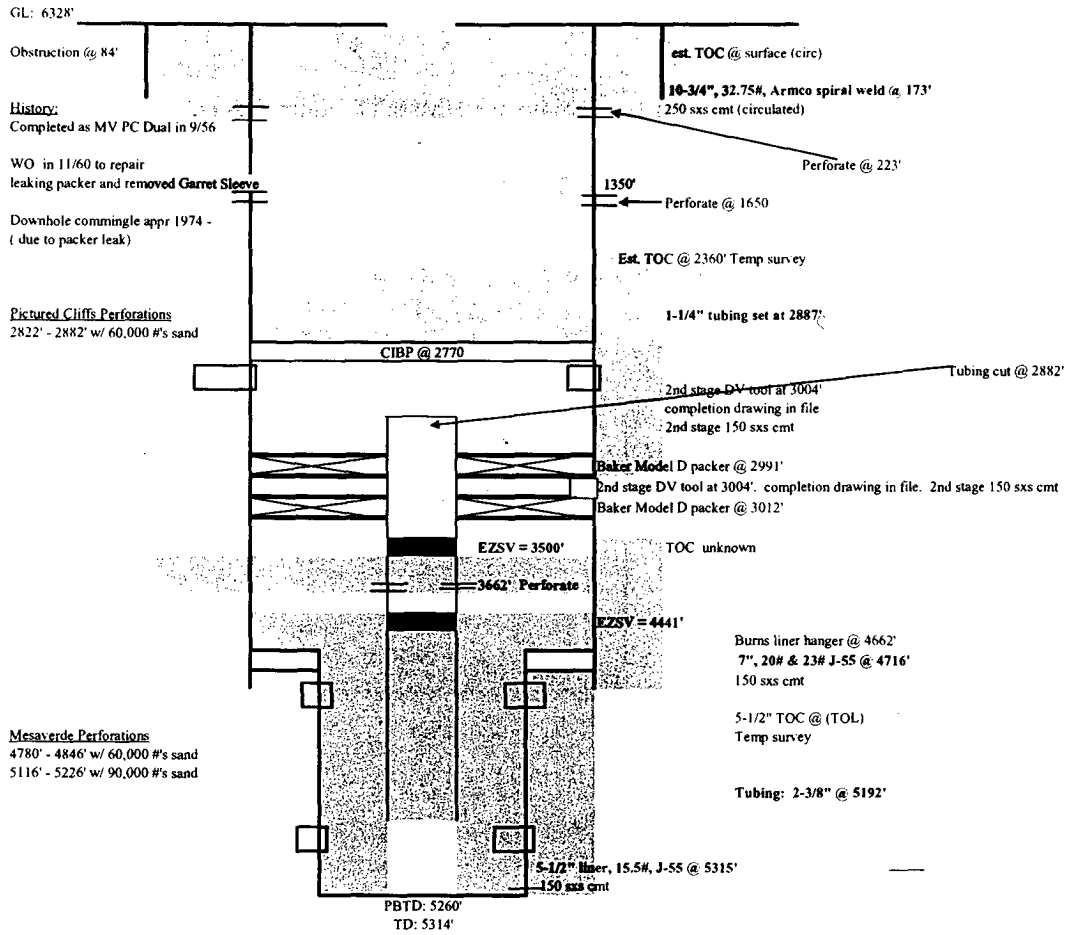 GL: 6328'
Obstruction @ 84'
est. TOC @ surface (circ)
10-3/4", 32.75#, Armco spiral weld @ 173'
250 sxs cmt (circulated)
History:
Completed as MV PC Dual in 9/56
Perforate @ 223'
WO in 11/60 to repair
leaking packer and removed Garret Sleeve
1350'
Perforate @ 1650
Downhole commingle appr 1974 -
( due to packer leak)
Est. TOC @ 2360' Temp survey
Pictured Cliffs Perforations
2822' - 2882' w/ 60,000 #'s sand
1-1/4" tubing set at 2887'
CIBP @ 2770
Tubing cut @ 2882'
2nd stage DV tool at 3004'
completion drawing in file
2nd stage 150 sxs cmt
Baker Model D packer @ 2991'
2nd stage DV tool at 3004'. completion drawing in file. 2nd stage 150 sxs cmt
Baker Model D packer @ 3012'
EZSV = 3500'
TOC unknown
3662' Perforate
EZSV = 4441'
Burns liner hanger @ 4662'
7", 20# & 23# J-55 @ 4716'
150 sxs cmt
5-1/2" TOC @ (TOL)
Temp survey
Mesaverde Perforations
4780' - 4846' w/ 60,000 #'s sand
5116' - 5226' w/ 90,000 #'s sand
Tubing: 2-3/8" @ 5192'
5-1/2" liner, 15.5#, J-55 @ 5315'
150 sxs cmt
PBTD: 5260'
TD: 5314'